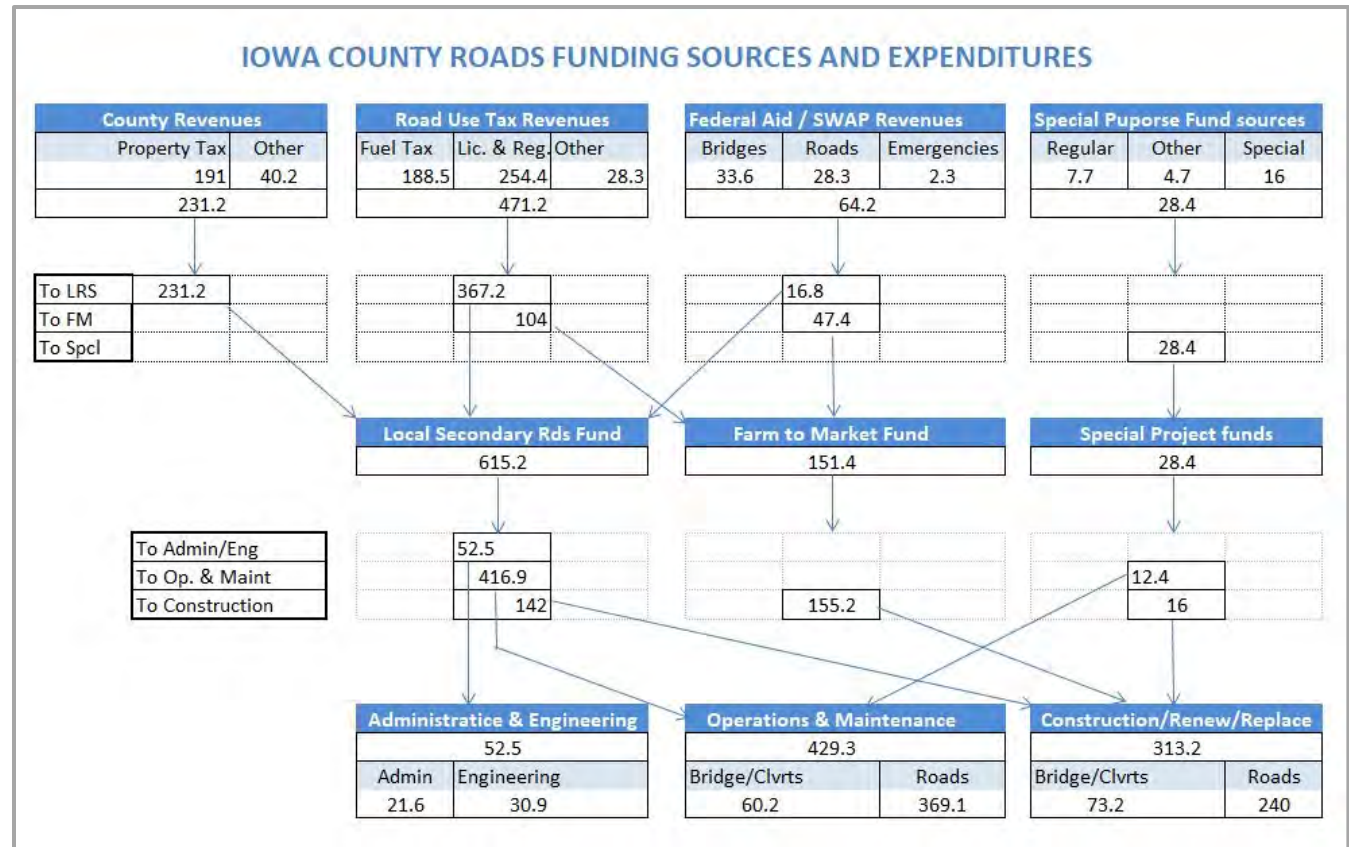 IOWA COUNTY ROADS FUNDING SOURCES AND EXPENDITURES
County Revenues Road Use Tax Revenues Federal Aid / SWAP Revenues Special Puporse Fund sources
Property Tax Other Fuel Tax Lic. & Reg. Other Bridges Roads Emergencies Regular Other Special
191 40.2 188.5 254.4 28.3 33.6 28.3 2.3 7.7 4.7 16
231.2 471.2 64.2 28.4
To LRS 231.2 367.2 16.8
To FM 104 47.4
To Spcl 28.4
Local Secondary Rds Fund Farm to Market Fund Special Project funds
615.2 151.4 28.4
To Admin/Eng 52.5
To Op. & Maint 416.9 12.4
To Construction 142 155.2 16
Administratice & Engineering Operations & Maintenance Construction/Renew/Replace
52.5 429.3 313.2
Admin Engineering Bridge/Clvrts Roads Bridge/Clvrts Roads
21.6 30.9 60.2 369.1 73.2 240